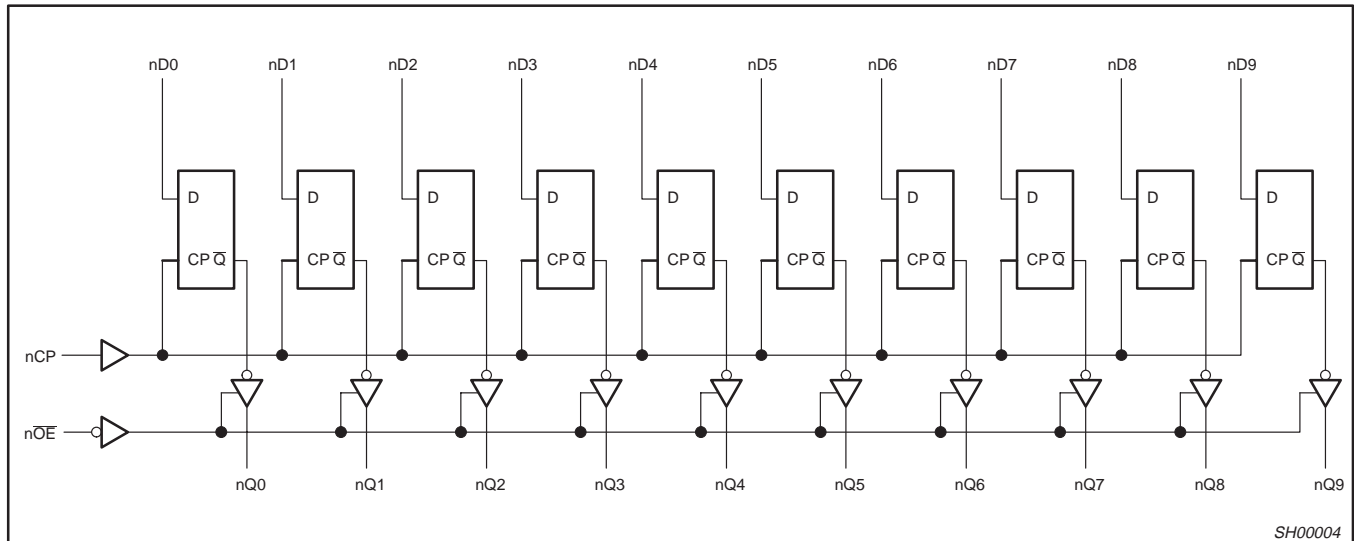 nD0 nD1 nD2 nD3 nD4 nD5 nD6 nD7 nD8 nD9
D D D D D D D D D D
CP Q̅ CP Q̅ CP Q̅ CP Q̅ CP Q̅ CP Q̅ CP Q̅ CP Q̅ CP Q̅ CP Q̅
nCP
nO̅E̅
nQ0 nQ1 nQ2 nQ3 nQ4 nQ5 nQ6 nQ7 nQ8 nQ9
SH00004